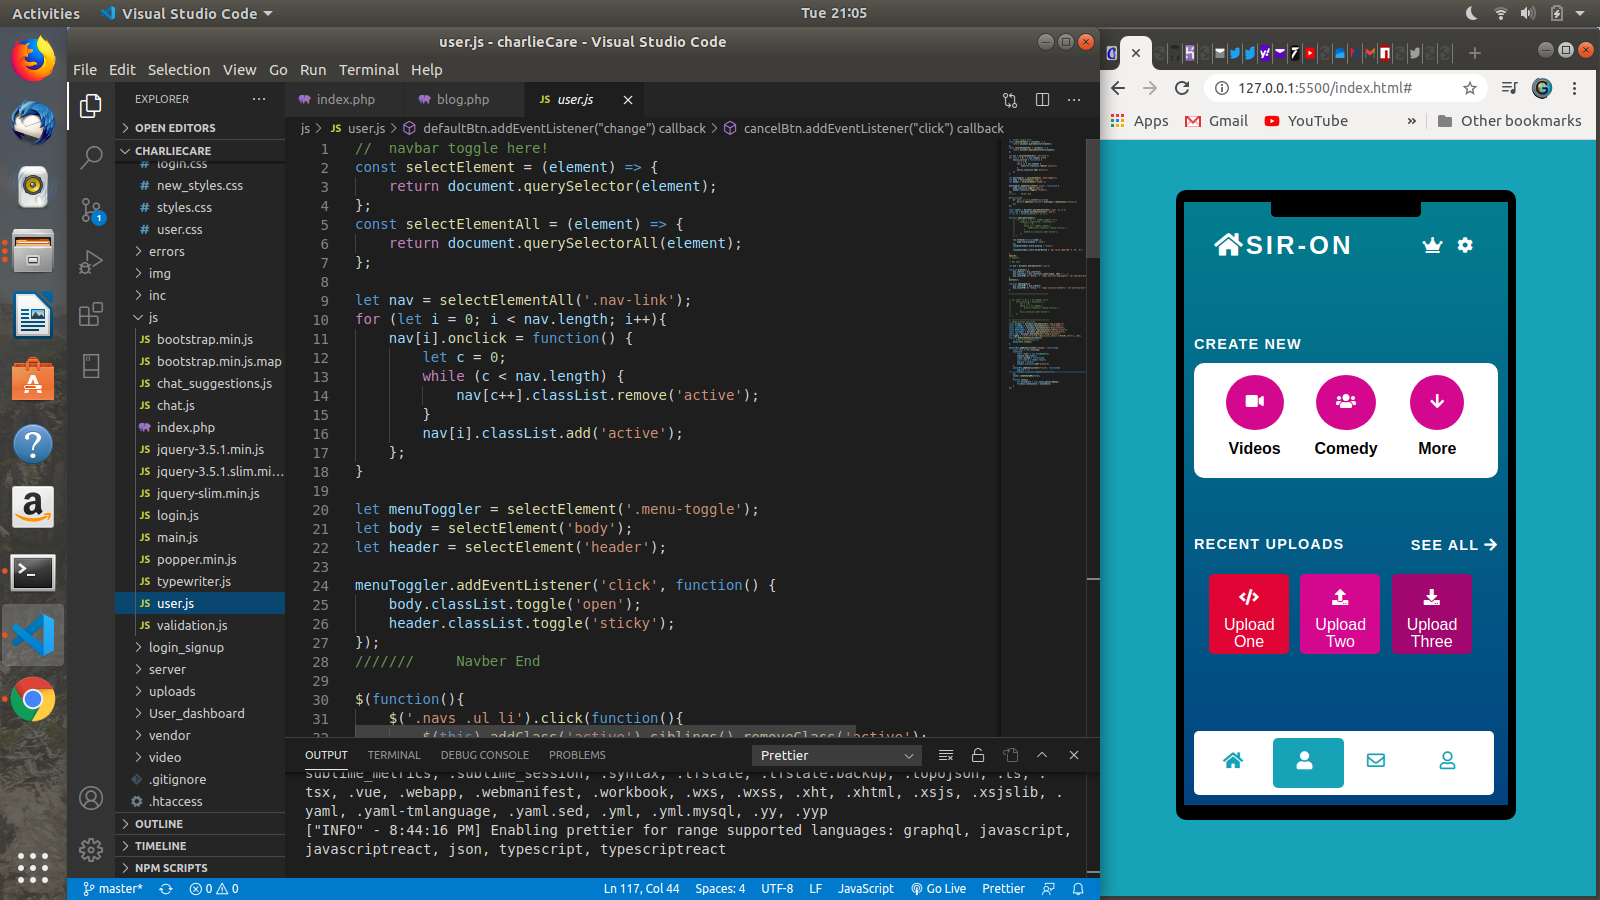 Activities
Visual Studio Code
Tue 21:05
user.js - charlieCare - Visual Studio Code
File Edit Selection View Go Run Terminal Help
EXPLORER
OPEN EDITORS
CHARLIECARE
login.css
new_styles.css
styles.css
user.css
errors
img
inc
js
bootstrap.min.js
bootstrap.min.js.map
chat_suggestions.js
chat.js
index.php
jquery-3.5.1.min.js
jquery-3.5.1.slim.mi...
jquery-slim.min.js
login.js
main.js
popper.min.js
typewriter.js
user.js
validation.js
login_signup
server
uploads
User_dashboard
vendor
video
.gitignore
.htaccess
OUTLINE
TIMELINE
NPM SCRIPTS
index.php
blog.php
JS user.js
js > JS user.js > defaultBtn.addEventListener("change") callback > cancelBtn.addEventListener("click") callback
1 //  navbar toggle here!
2 const selectElement = (element) => {
3     return document.querySelector(element);
4 };
5 const selectElementAll = (element) => {
6     return document.querySelectorAll(element);
7 };
8
9 let nav = selectElementAll('.nav-link');
10 for (let i = 0; i < nav.length; i++){
11     nav[i].onclick = function() {
12         let c = 0;
13         while (c < nav.length) {
14             nav[c++].classList.remove('active');
15         }
16         nav[i].classList.add('active');
17     };
18 }
19
20 let menuToggler = selectElement('.menu-toggle');
21 let body = selectElement('body');
22 let header = selectElement('header');
23
24 menuToggler.addEventListener('click', function() {
25     body.classList.toggle('open');
26     header.classList.toggle('sticky');
27 });
28 ///////     Navber End
29
30 $(function(){
31     $('.navs .ul li').click(function(){
32         $(this).addClass('active').siblings().removeClass('active');
OUTPUT TERMINAL DEBUG CONSOLE PROBLEMS
Prettier
sublime_metrics, .sublime_session, .syntax, .tfstate, .tfstate.backup, .topojson, .ts, .
tsx, .vue, .webapp, .webmanifest, .workbook, .wxs, .wxss, .xht, .xhtml, .xsjs, .xsjslib, .
yaml, .yaml-tmlanguage, .yaml.sed, .yml, .yml.mysql, .yy, .yyp
["INFO" - 8:44:16 PM] Enabling prettier for range supported languages: graphql, javascript,
javascriptreact, json, typescript, typescriptreact
master* 0 0
Ln 117, Col 44 Spaces: 4 UTF-8 LF JavaScript Go Live Prettier
127.0.0.1:5500/index.html#
Apps Gmail YouTube » Other bookmarks
SIR-ON
CREATE NEW
Videos Comedy More
RECENT UPLOADS SEE ALL
Upload One
Upload Two
Upload Three